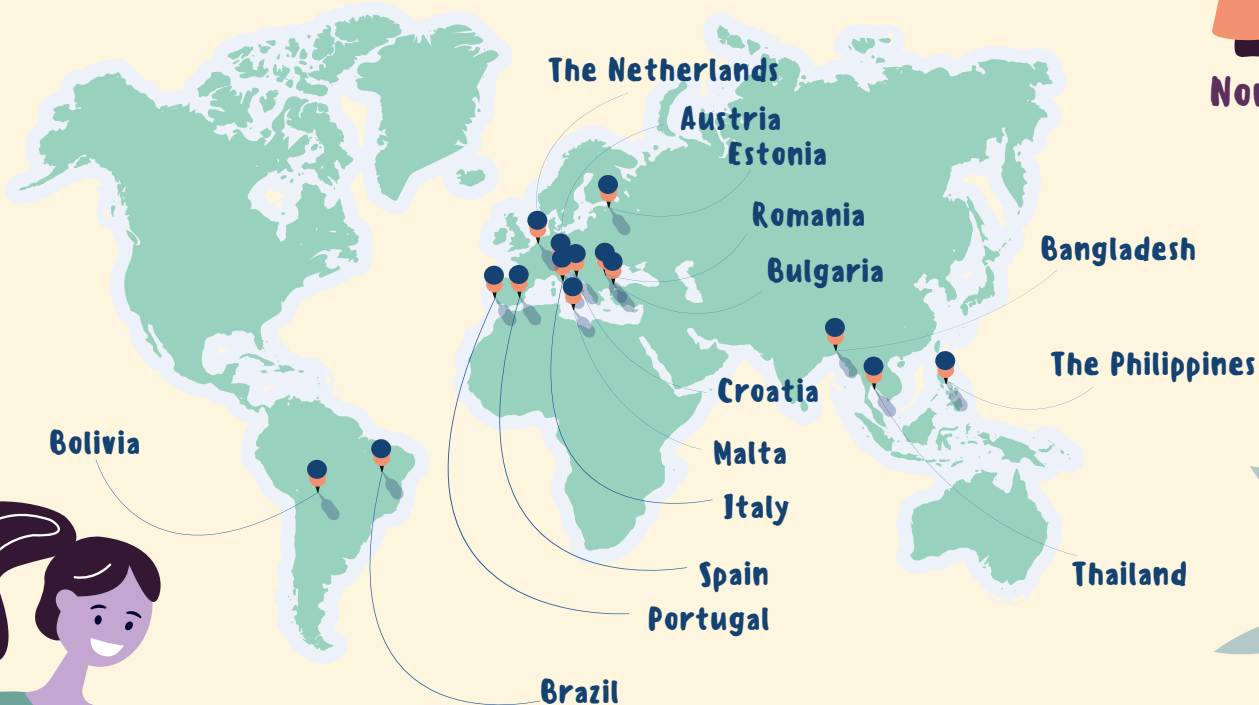 The Netherlands
Austria
Estonia
Romania
Bulgaria
Bangladesh
The Philippines
Croatia
Bolivia
Malta
Italy
Spain
Thailand
Portugal
Brazil